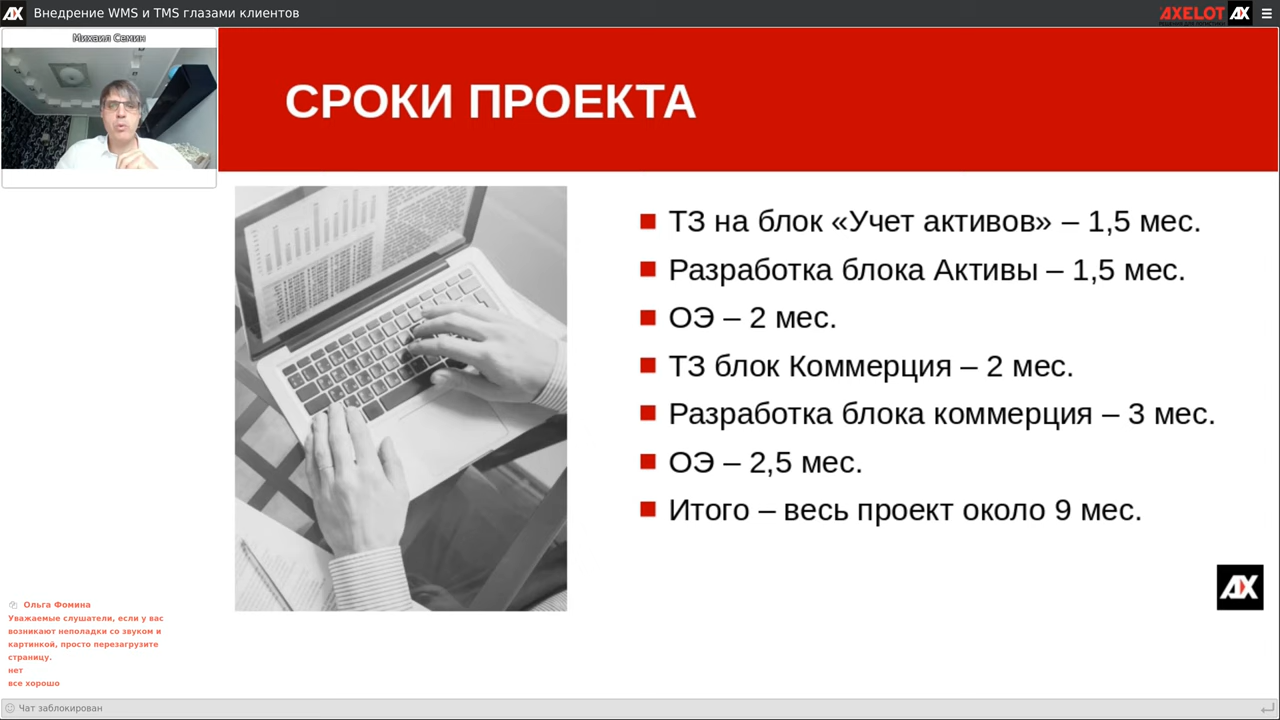 Внедрение WMS и TMS глазами клиентов
AXELOT
AX
Михаил Семин
СРОКИ ПРОЕКТА
ТЗ на блок «Учет активов» – 1,5 мес.
Разработка блока Активы – 1,5 мес.
ОЭ – 2 мес.
ТЗ блок Коммерция – 2 мес.
Разработка блока коммерция – 3 мес.
ОЭ – 2,5 мес.
Итого – весь проект около 9 мес.
AX
Ольга Фомина
Уважаемые слушатели, если у вас
возникают неполадки со звуком и
картинкой, просто перезагрузите
страницу.
нет
все хорошо
Чат заблокирован